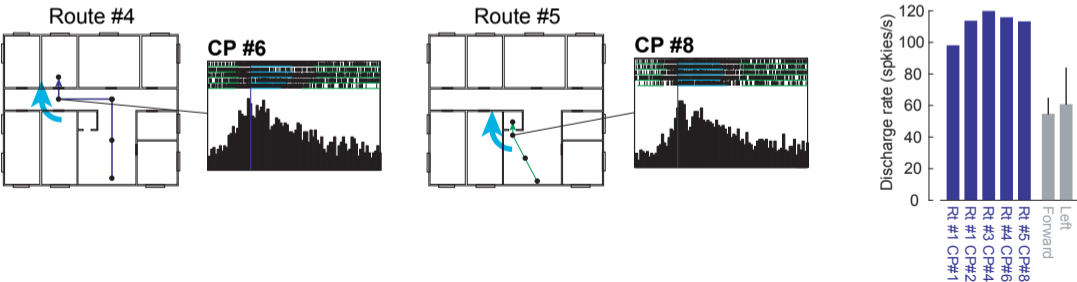 Route #4
CP #6
Route #5
CP #8
Discharge rate (spkies/s)
120
100
80
60
40
20
0
Rt #1 CP#1
Rt #1 CP#2
Rt #3 CP#4
Rt #4 CP#6
Rt #5 CP#8
Forward
Left